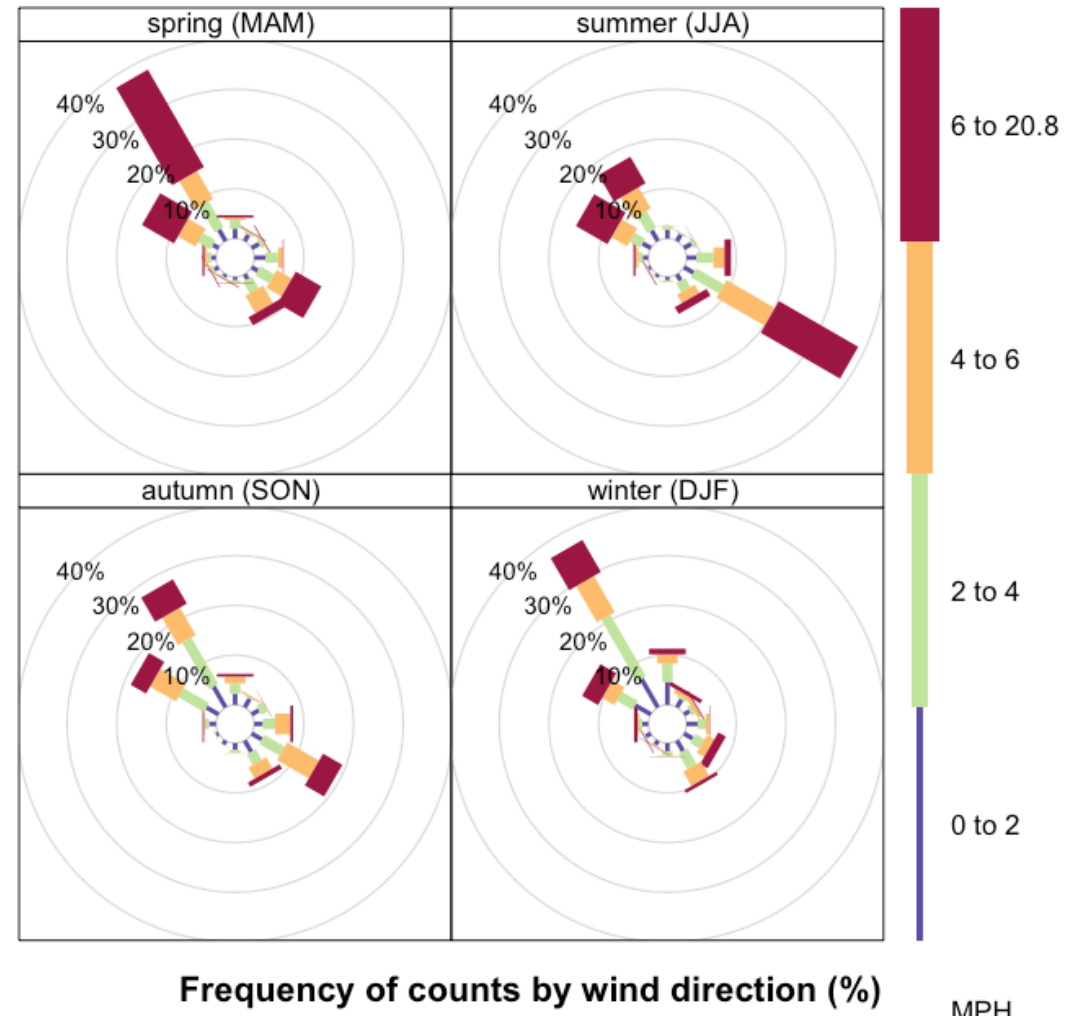 spring (MAM)
summer (JJA)
40%
30%
20%
10%
40%
30%
20%
10%
autumn (SON)
winter (DJF)
40%
30%
20%
10%
40%
30%
20%
10%
6 to 20.8
4 to 6
2 to 4
0 to 2
Frequency of counts by wind direction (%)
MPH